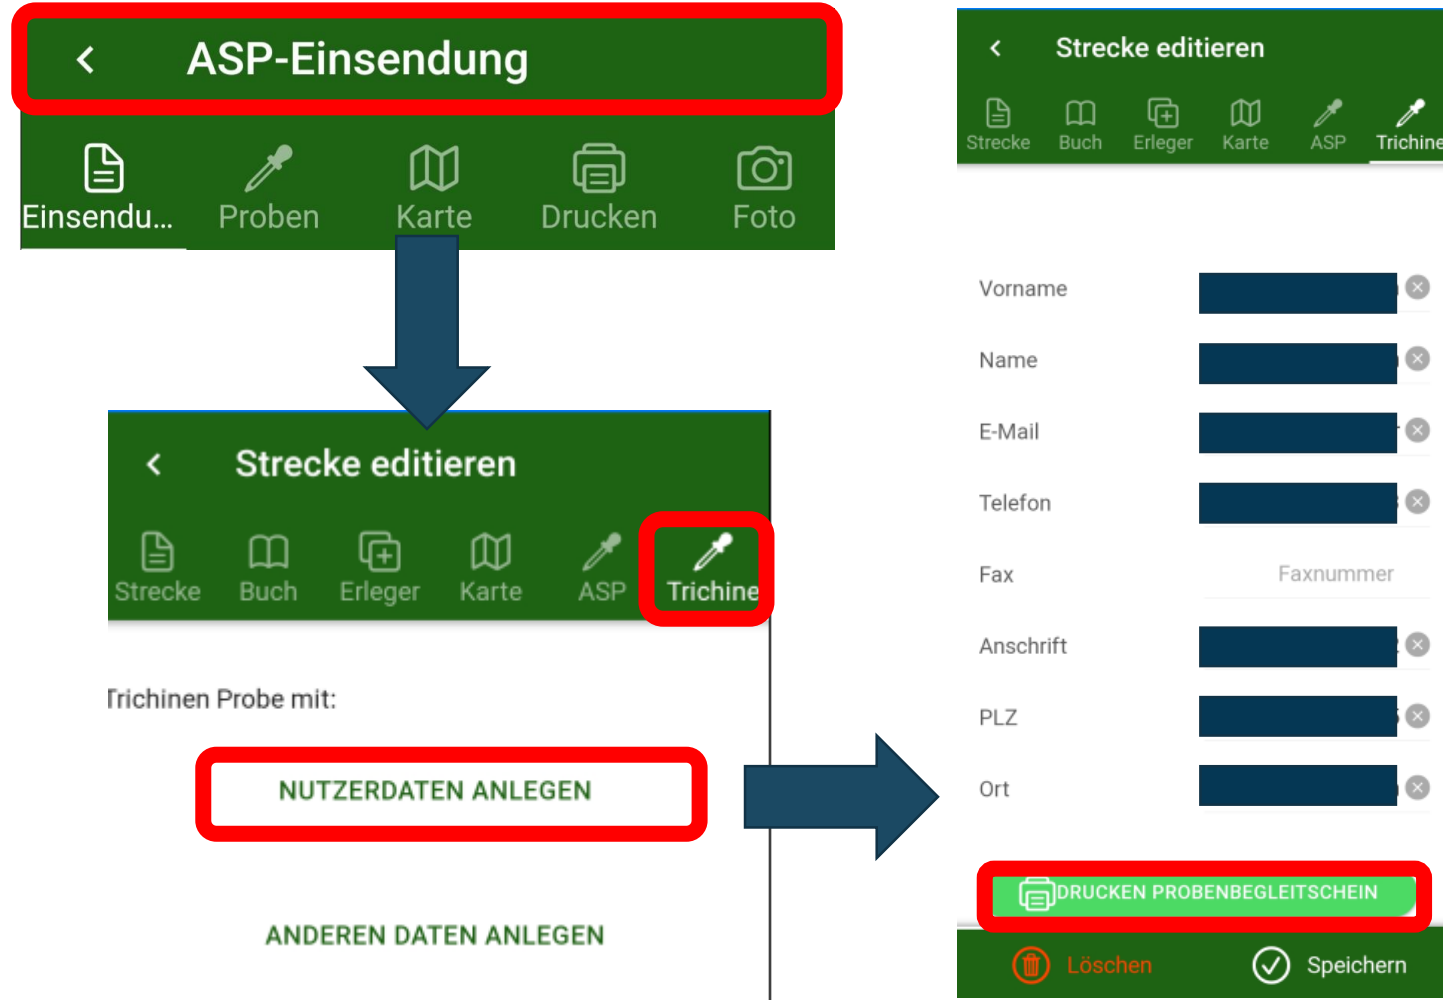 ASP-Einsendung
Einsendu...
Proben
Karte
Drucken
Foto
Strecke editieren
Strecke
Buch
Erleger
Karte
ASP
Trichine
Trichinen Probe mit:
NUTZERDATEN ANLEGEN
ANDEREN DATEN ANLEGEN
Strecke editieren
Strecke
Buch
Erleger
Karte
ASP
Trichine
Vorname
Name
E-Mail
Telefon
Fax Faxnummer
Anschrift
PLZ
Ort
DRUCKEN PROBENBEGLEITSCHEIN
Löschen
Speichern